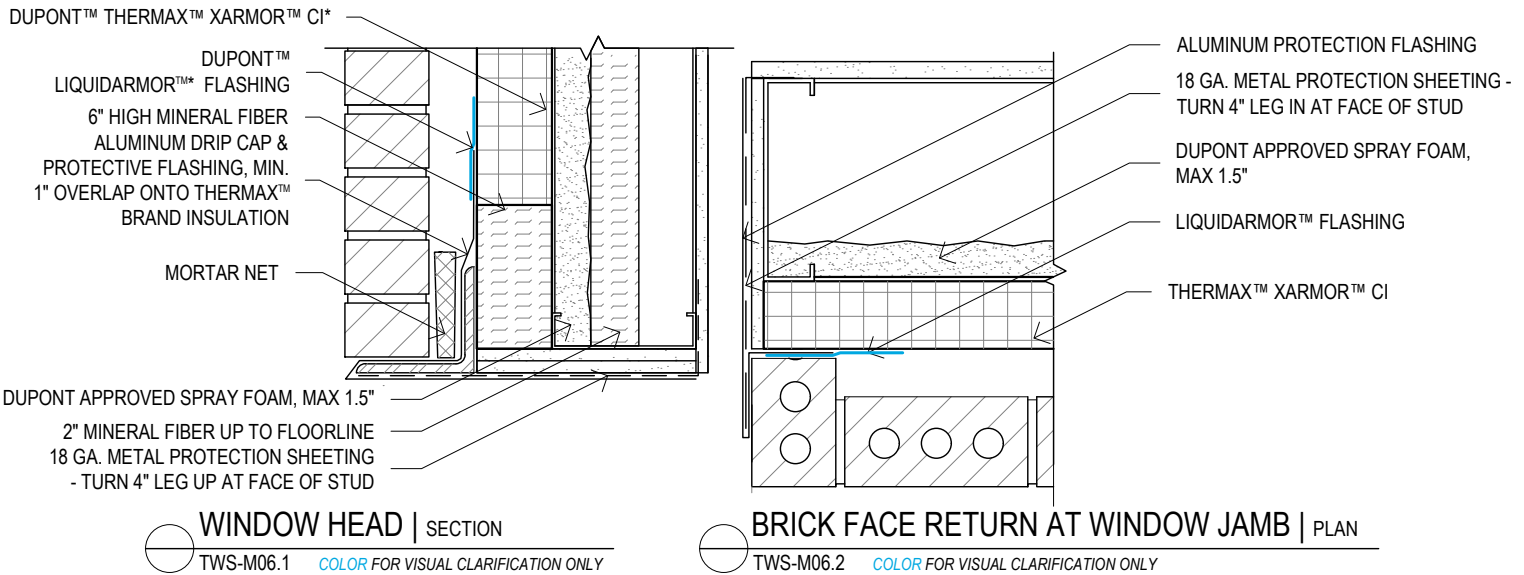 DUPONT™ THERMAX™ XARMOR™ CI*
DUPONT™
LIQUIDARMOR™* FLASHING
6" HIGH MINERAL FIBER
ALUMINUM DRIP CAP &
PROTECTIVE FLASHING, MIN.
1" OVERLAP ONTO THERMAX™
BRAND INSULATION
MORTAR NET
DUPONT APPROVED SPRAY FOAM, MAX 1.5"
2" MINERAL FIBER UP TO FLOORLINE
18 GA. METAL PROTECTION SHEETING
- TURN 4" LEG UP AT FACE OF STUD
WINDOW HEAD | SECTION
TWS-M06.1 COLOR FOR VISUAL CLARIFICATION ONLY
ALUMINUM PROTECTION FLASHING
18 GA. METAL PROTECTION SHEETING -
TURN 4" LEG IN AT FACE OF STUD
DUPONT APPROVED SPRAY FOAM,
MAX 1.5"
LIQUIDARMOR™ FLASHING
THERMAX™ XARMOR™ CI
BRICK FACE RETURN AT WINDOW JAMB | PLAN
TWS-M06.2 COLOR FOR VISUAL CLARIFICATION ONLY